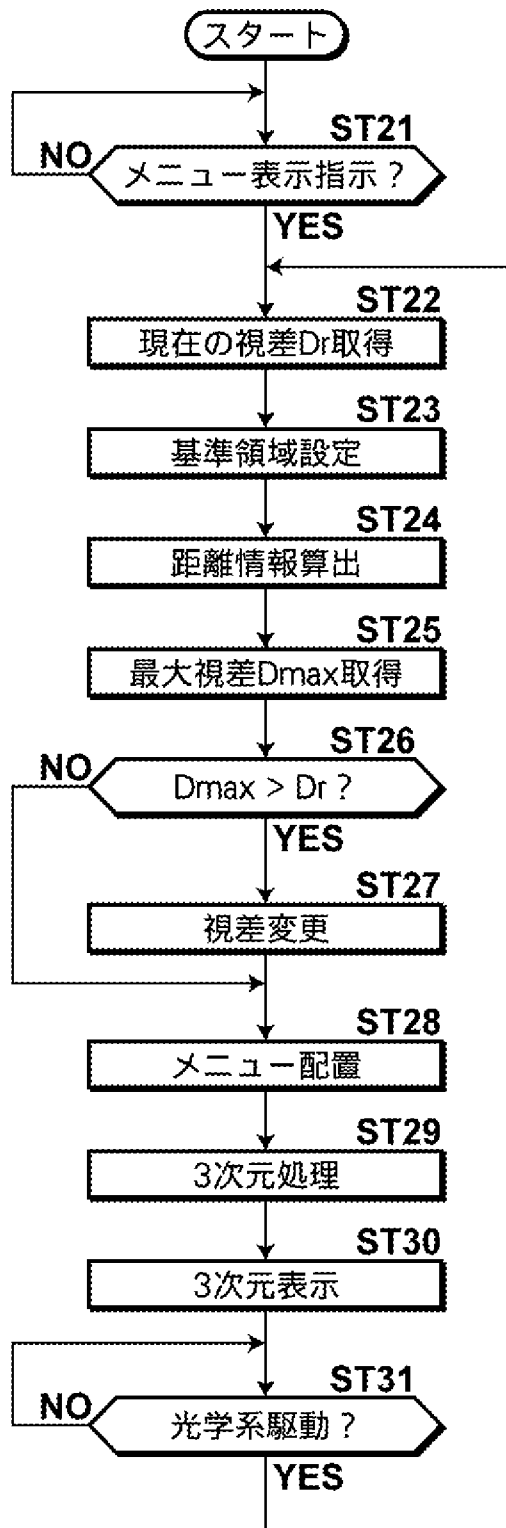 スタート
ST21
NO
メニュー表示指示?
YES
ST22
現在の視差Dr取得
ST23
基準領域設定
ST24
距離情報算出
ST25
最大視差Dmax取得
ST26
NO
Dmax > Dr ?
YES
ST27
視差変更
ST28
メニュー配置
ST29
3次元処理
ST30
3次元表示
ST31
NO
光学系駆動?
YES